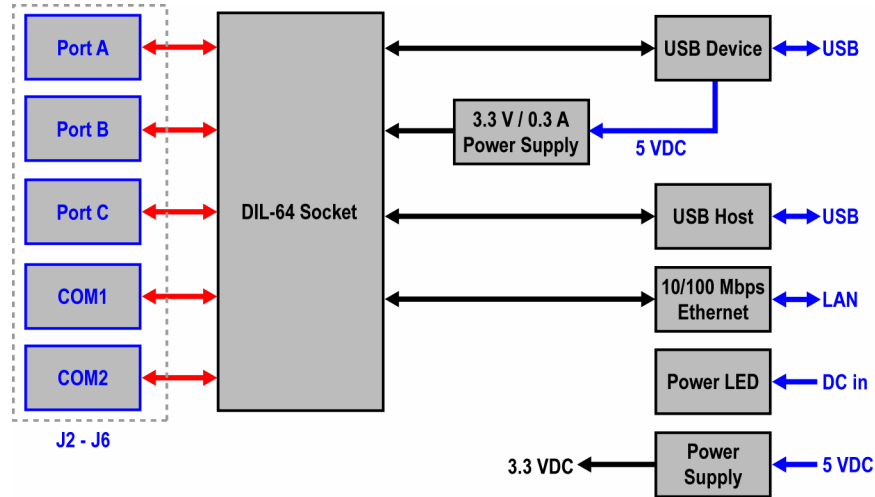 Port A
Port B
Port C
COM1
COM2
J2 - J6
DIL-64 Socket
USB Device
USB
3.3 V / 0.3 A
Power Supply
5 VDC
USB Host
USB
10/100 Mbps
Ethernet
LAN
Power LED
DC in
3.3 VDC
Power
Supply
5 VDC